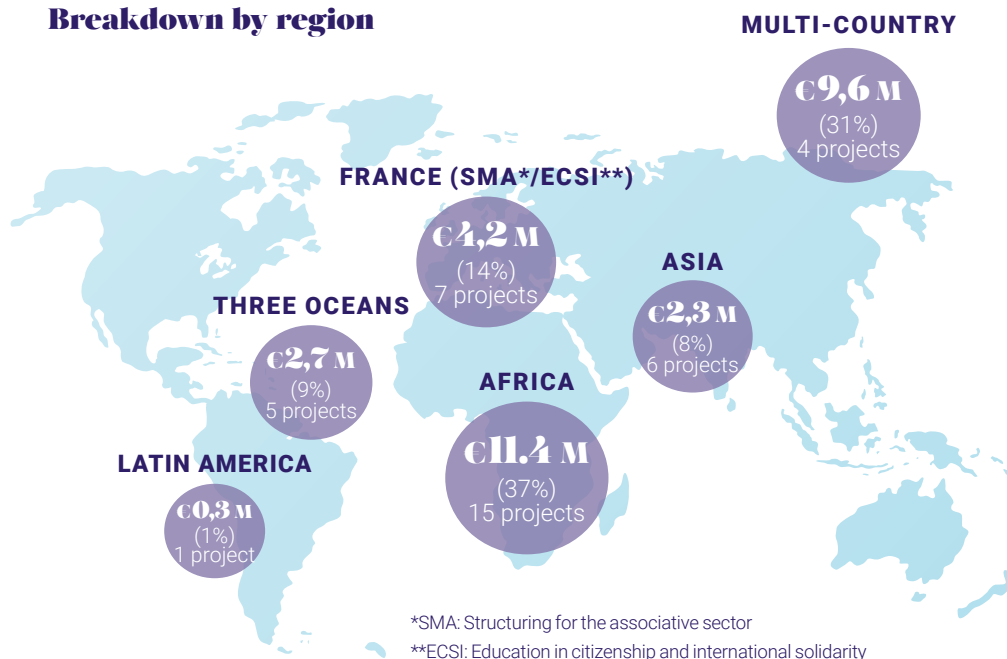 Breakdown by region
MULTI-COUNTRY
€9,6 M
(31%)
4 projects
FRANCE (SMA*/ECSI**)
€4,2 M
(14%)
7 projects
ASIA
€2,3 M
(8%)
6 projects
THREE OCEANS
€2,7 M
(9%)
5 projects
AFRICA
€11.4 M
(37%)
15 projects
LATIN AMERICA
€0,3 M
(1%)
1 project
*SMA: Structuring for the associative sector
**ECSI: Education in citizenship and international solidarity